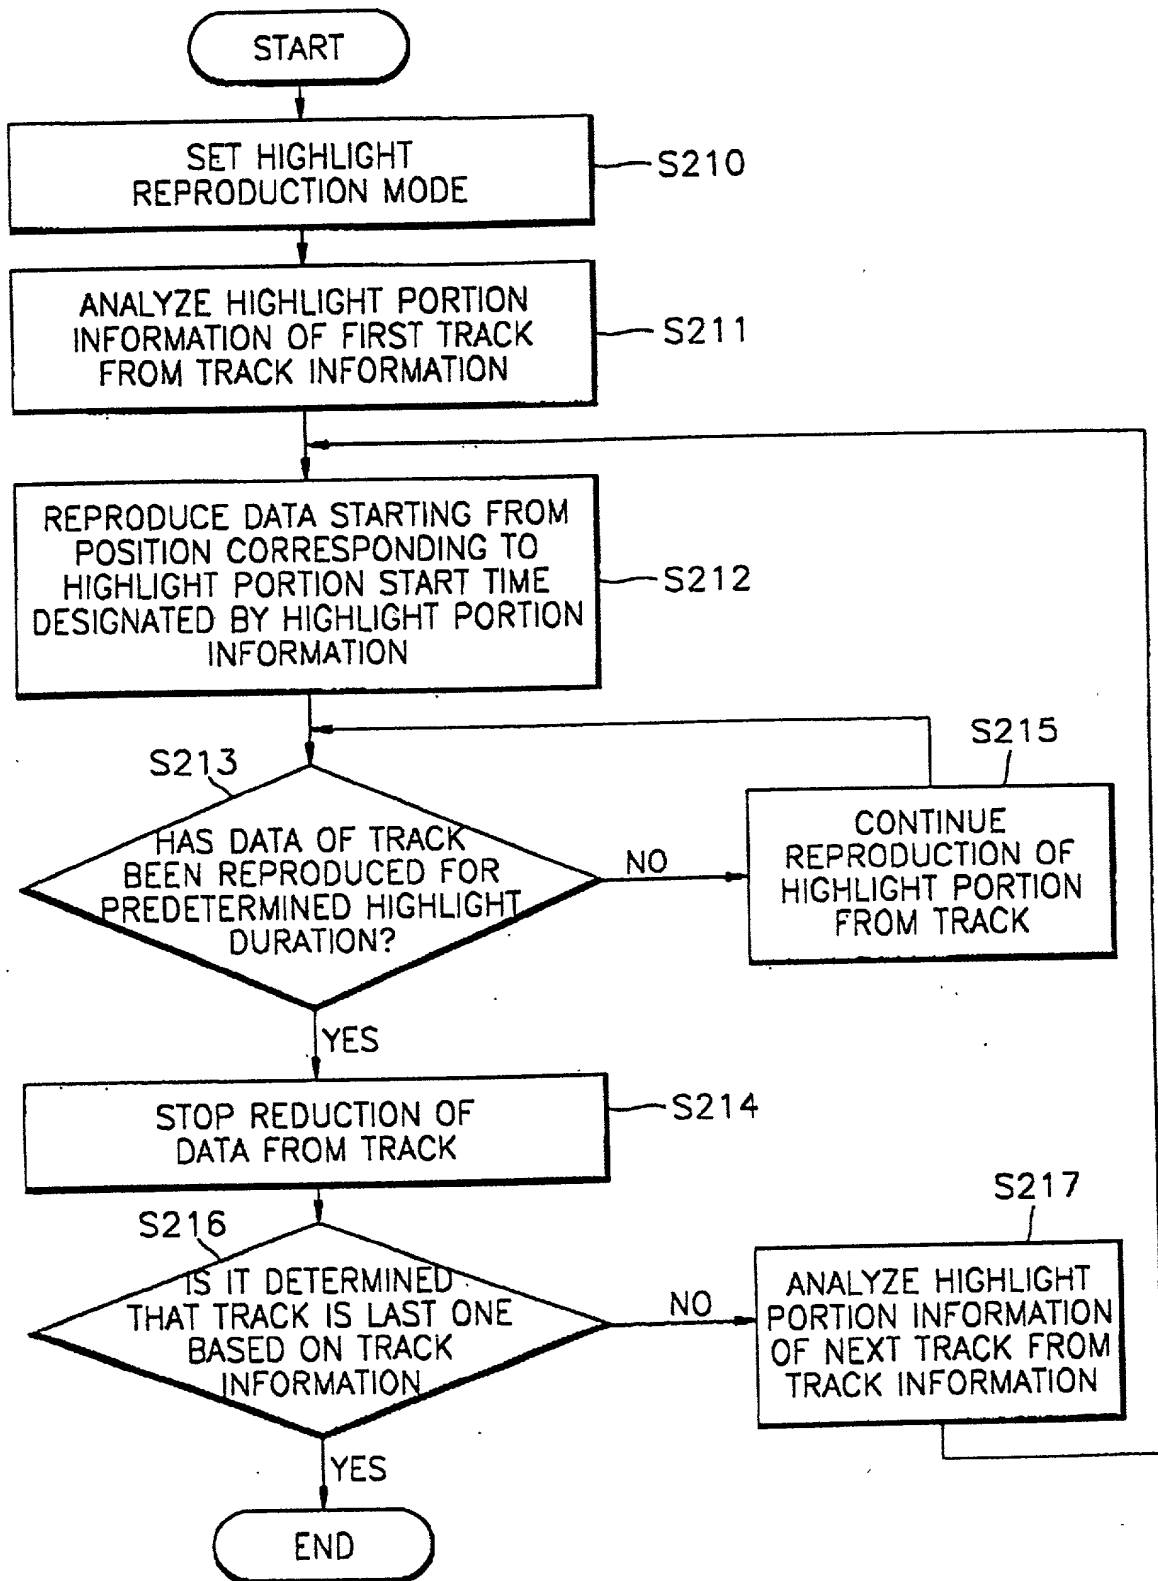 START
SET HIGHLIGHT
REPRODUCTION MODE
S210
ANALYZE HIGHLIGHT PORTION
INFORMATION OF FIRST TRACK
FROM TRACK INFORMATION
S211
REPRODUCE DATA STARTING FROM
POSITION CORRESPONDING TO
HIGHLIGHT PORTION START TIME
DESIGNATED BY HIGHLIGHT PORTION
INFORMATION
S212
S213
HAS DATA OF TRACK
BEEN REPRODUCED FOR
PREDETERMINED HIGHLIGHT
DURATION?
NO
S215
CONTINUE
REPRODUCTION OF
HIGHLIGHT PORTION
FROM TRACK
YES
STOP REDUCTION OF
DATA FROM TRACK
S214
S216
IS IT DETERMINED
THAT TRACK IS LAST ONE
BASED ON TRACK
INFORMATION
NO
S217
ANALYZE HIGHLIGHT
PORTION INFORMATION
OF NEXT TRACK FROM
TRACK INFORMATION
YES
END